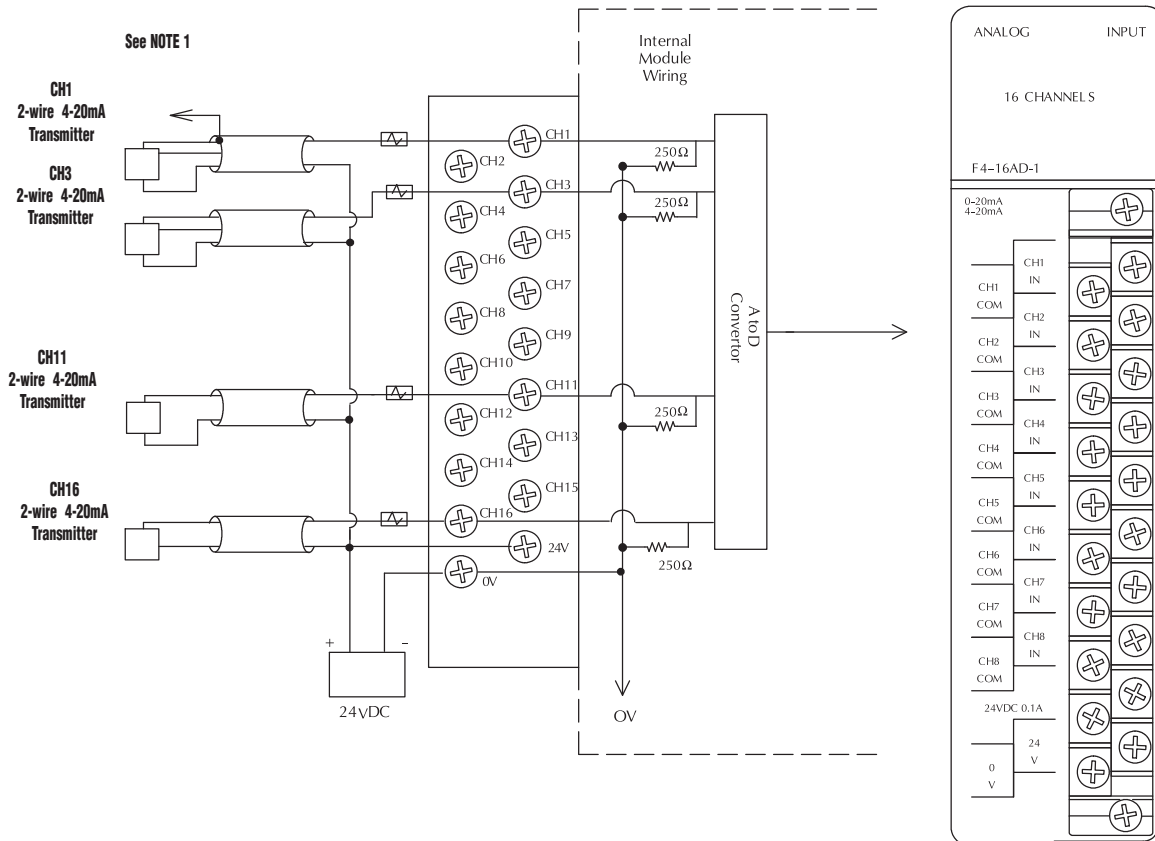 See NOTE 1
CH1
2-wire 4-20mA
Transmitter
CH3
2-wire 4-20mA
Transmitter
CH11
2-wire 4-20mA
Transmitter
CH16
2-wire 4-20mA
Transmitter
+
-
24VDC
CH1
CH2
CH3
CH4
CH5
CH6
CH7
CH8
CH9
CH10
CH11
CH12
CH13
CH14
CH15
CH16
24V
0V
Internal
Module
Wiring
250Ω
250Ω
250Ω
250Ω
OV
A to D
Convertor
ANALOG INPUT
16 CHANNELS
F4-16AD-1
0-20mA
4-20mA
CH1
IN
CH1
COM
CH2
IN
CH2
COM
CH3
IN
CH3
COM
CH4
IN
CH4
COM
CH5
IN
CH5
COM
CH6
IN
CH6
COM
CH7
IN
CH7
COM
CH8
IN
CH8
COM
24VDC 0.1A
24
V
0
V